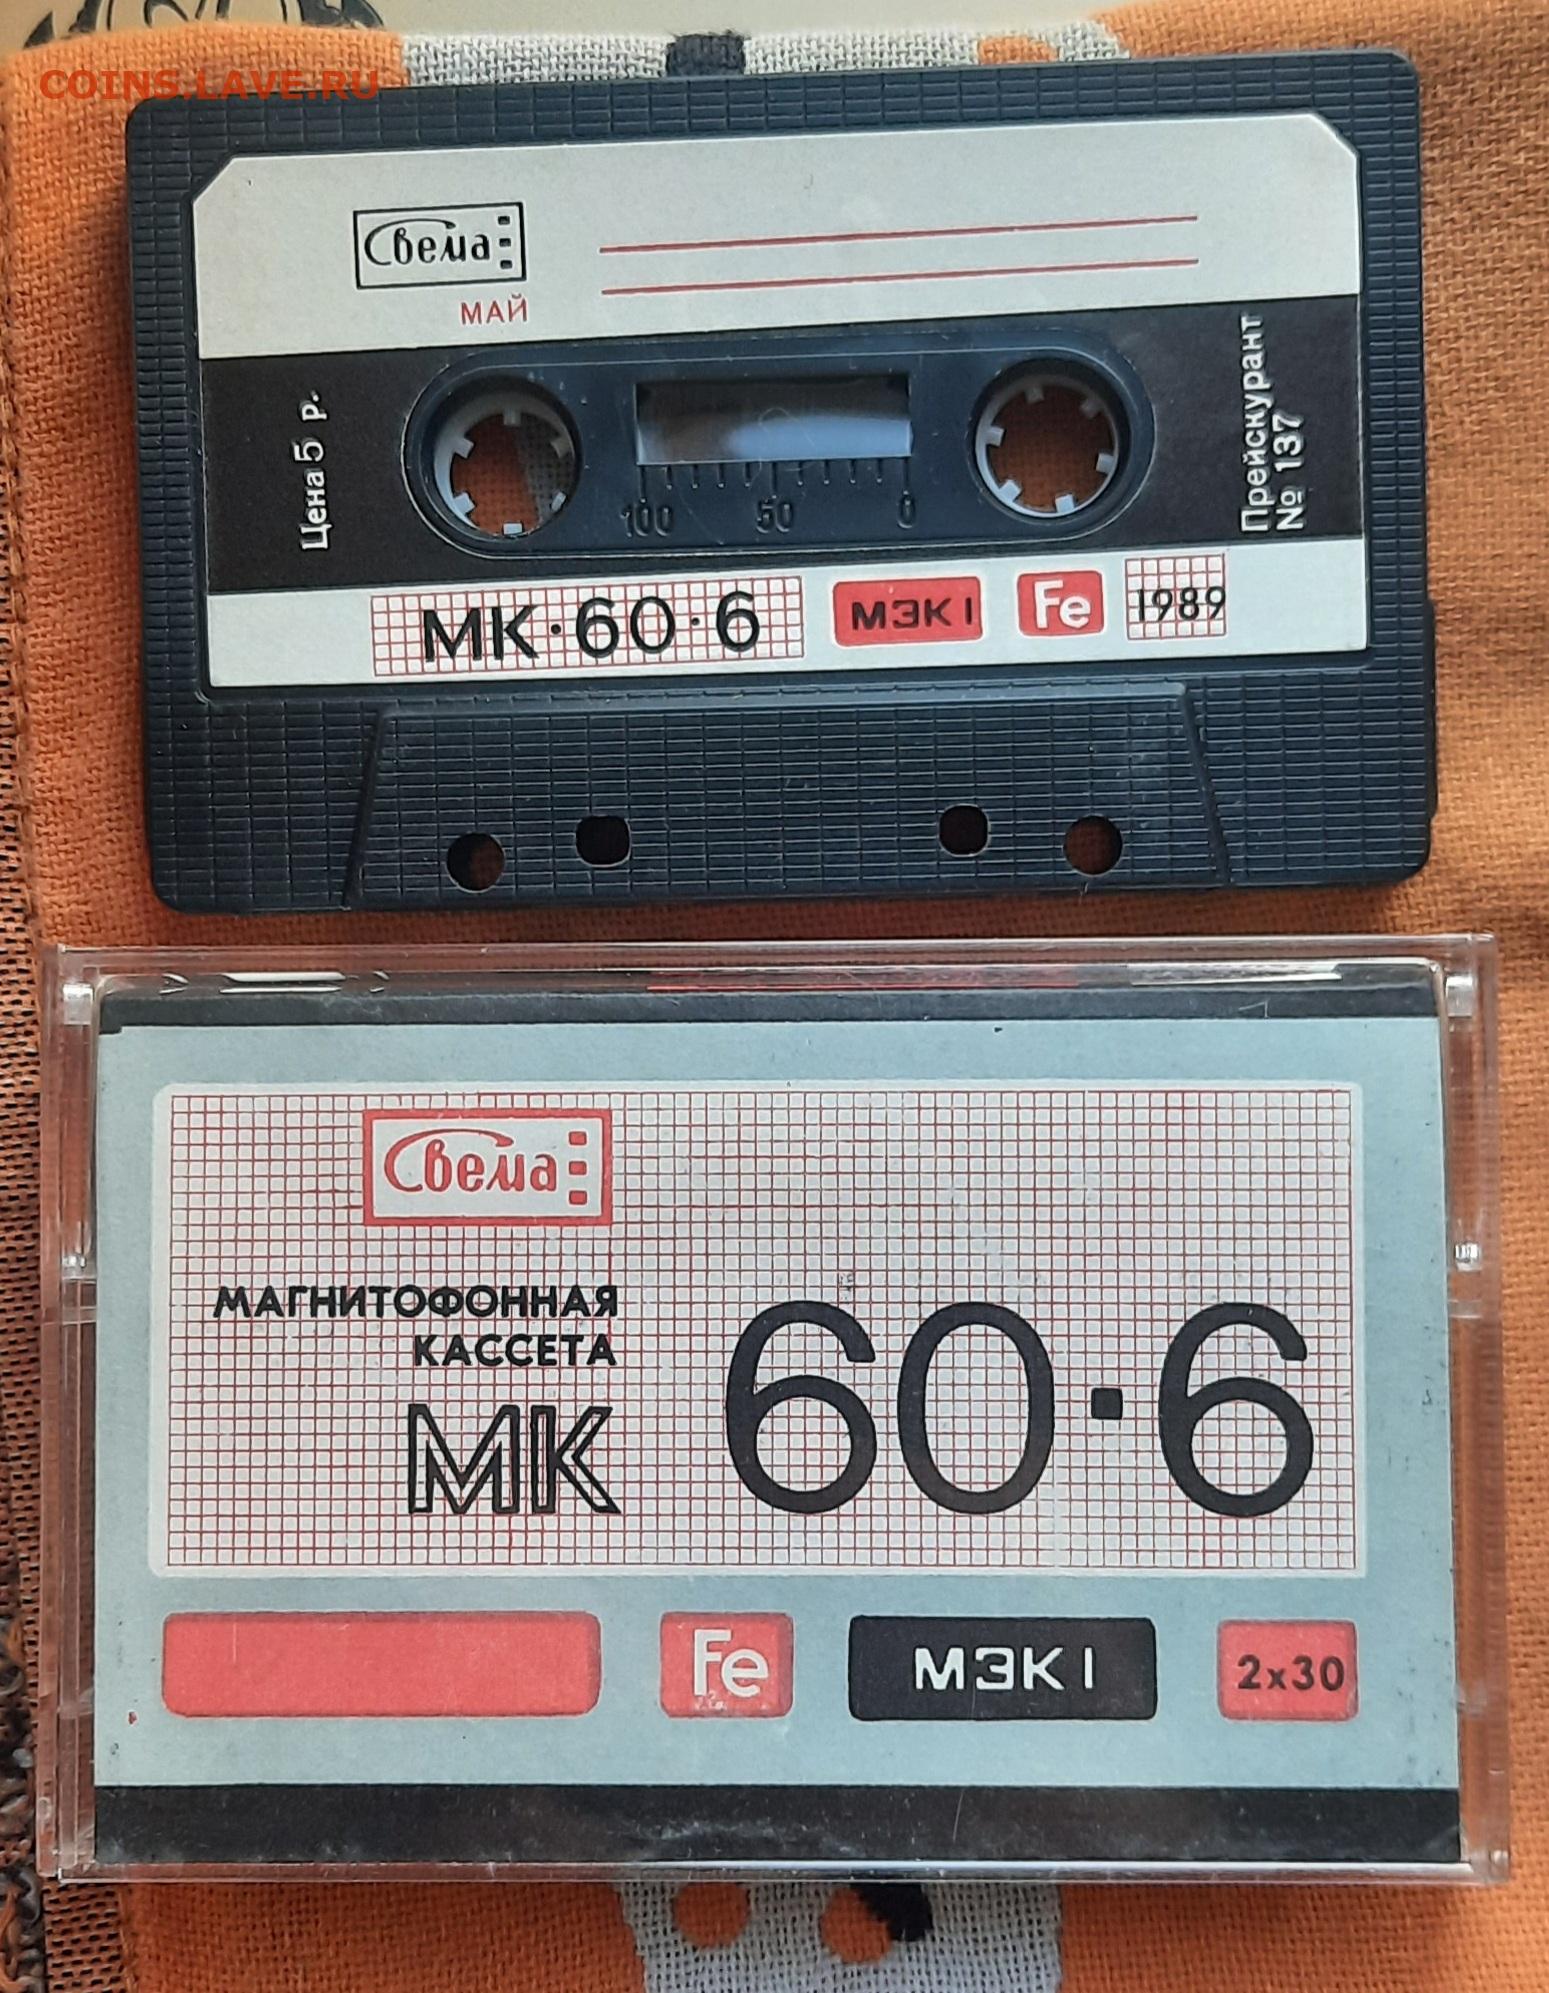 COINS.LAVE.RU
Свема
МАЙ
Цена 5 р.
100 50 0
Прейскурант
№ 137
МК·60·6
МЭК I
Fe
1989
Свема
МАГНИТОФОННАЯ
КАССЕТА
МК
60·6
Fe
МЭК I
2x30